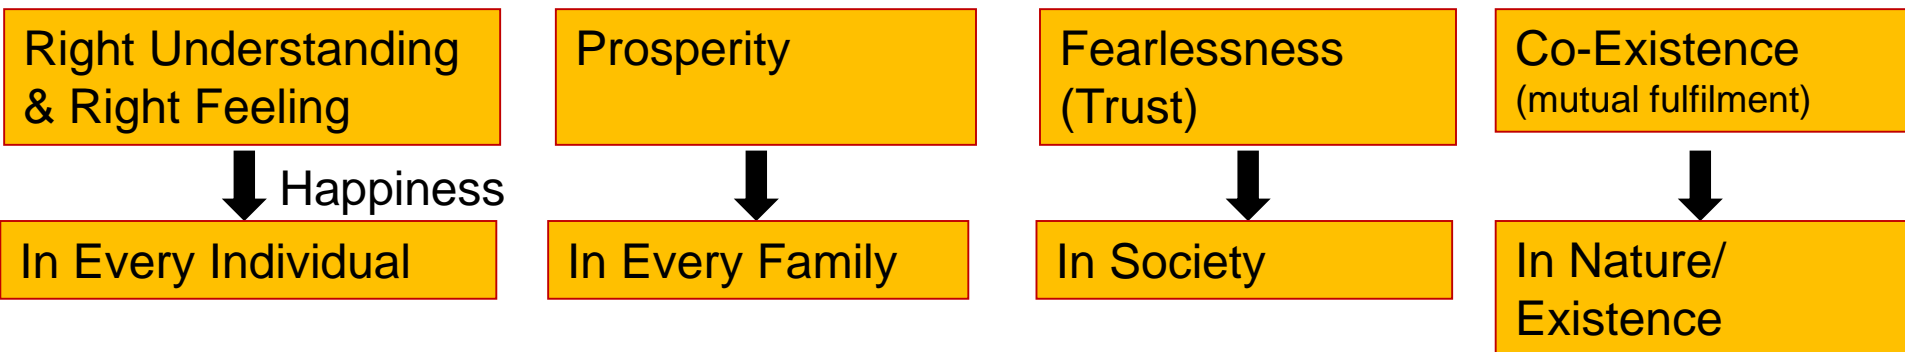 Right Understanding
& Right Feeling
Prosperity
Fearlessness
(Trust)
Co-Existence
(mutual fulfilment)
Happiness
In Every Individual
In Every Family
In Society
In Nature/
Existence